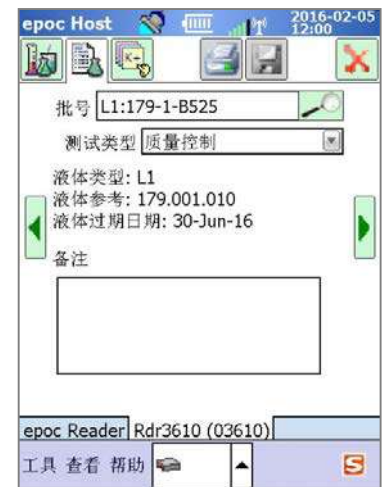 epoc Host 2016-02-05
12:00
K+
批号 L1:179-1-B525
测试类型 质量控制
液体类型: L1
液体参考: 179.001.010
液体过期日期: 30-Jun-16
备注
epoc Reader Rdr3610 (03610)
工具 查看 帮助 S